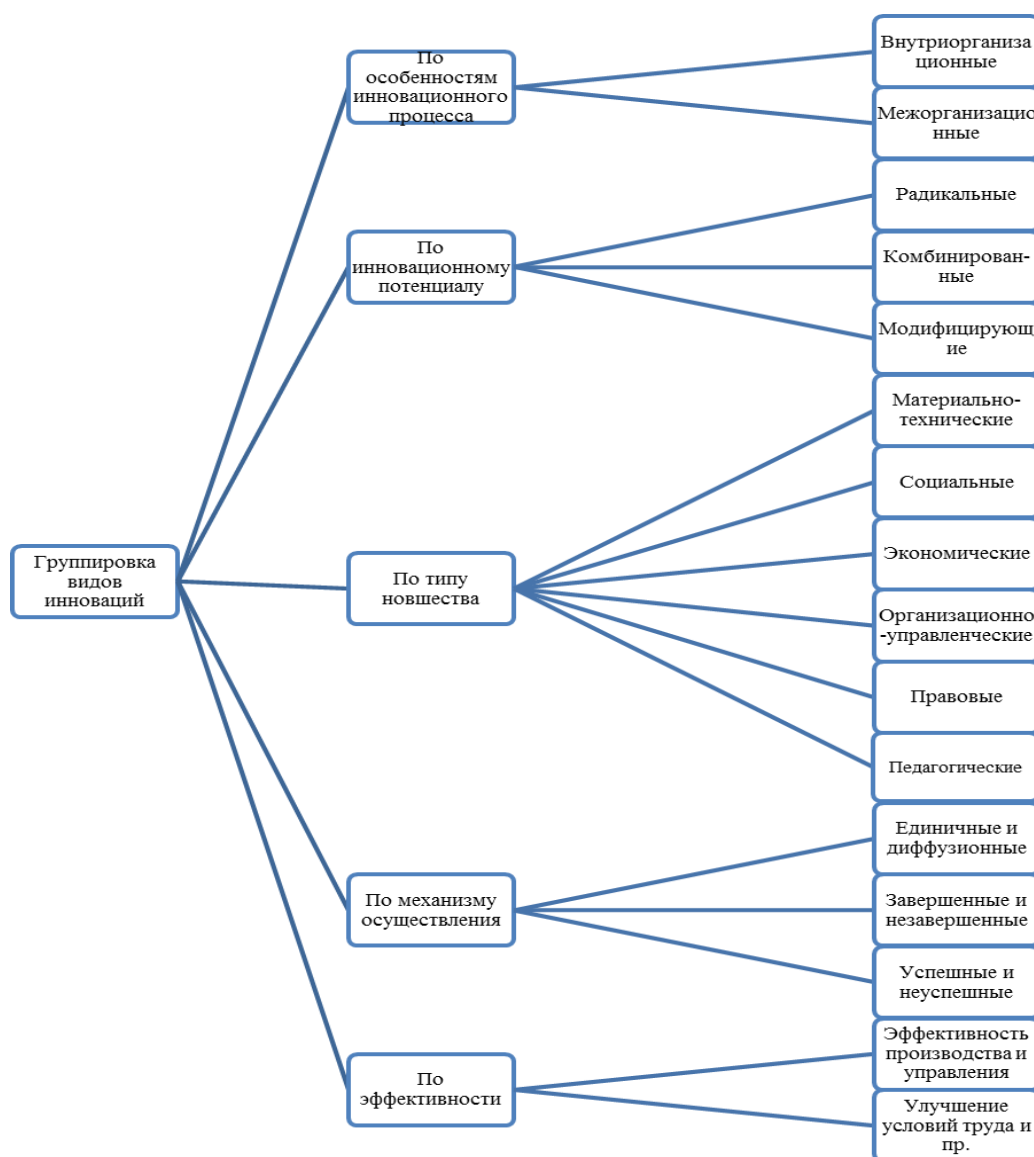 Группировка
видов
инноваций
По
особенностям
инновационного
процесса
Внутриорганиза
ционные
Межорганизацио
нные
По
инновационному
потенциалу
Радикальные
Комбинирован-
ные
Модифицирующ
ие
По типу
новшества
Материально-
технические
Социальные
Экономические
Организационно
-управленческие
Правовые
Педагогические
По механизму
осуществления
Единичные и
диффузионные
Завершенные и
незавершенные
Успешные и
неуспешные
По
эффективности
Эффективность
производства и
управления
Улучшение
условий труда и
пр.